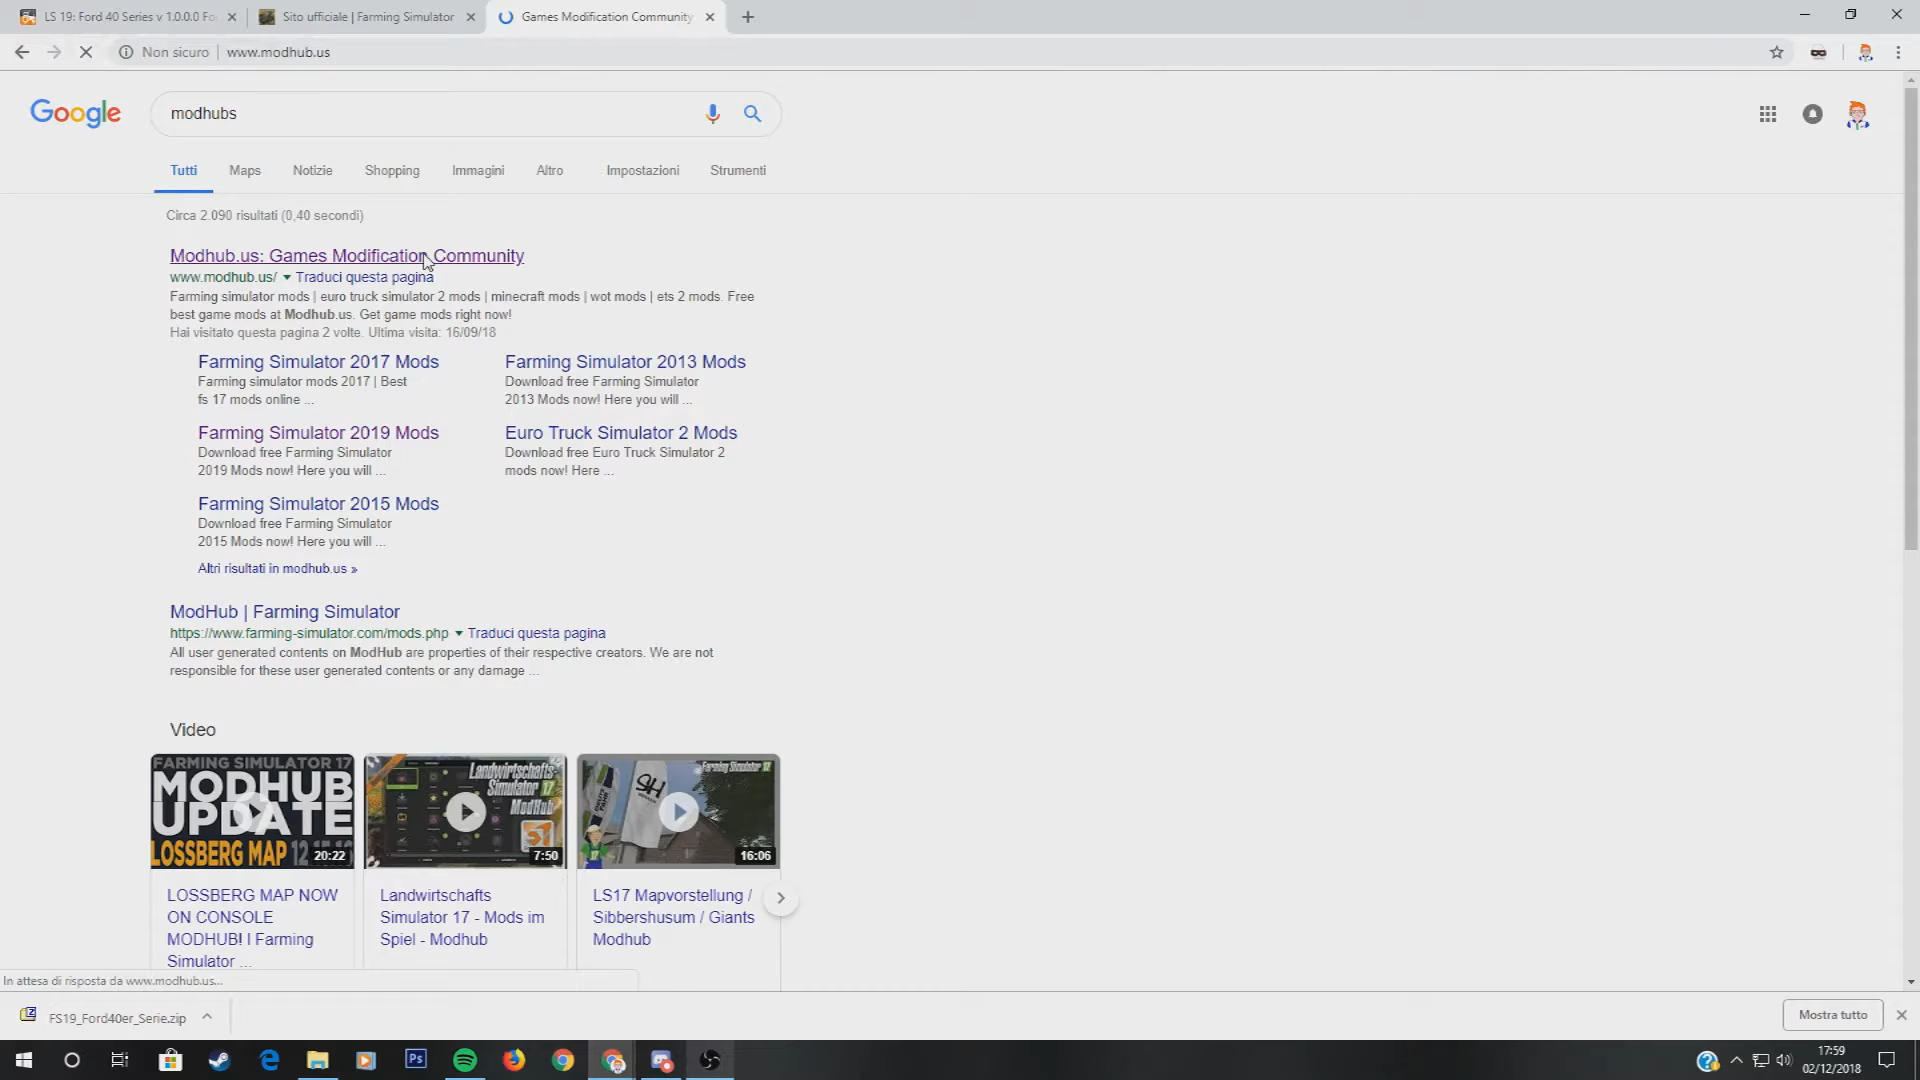 LS 19: Ford 40 Series v 1.0.0.0 Fo
Sito ufficiale | Farming Simulator
Games Modification Community
Non sicuro
www.modhub.us
Google
modhubs
Tutti
Maps
Notizie
Shopping
Immagini
Altro
Impostazioni
Strumenti
Circa 2.090 risultati (0,40 secondi)
Modhub.us: Games Modification Community
www.modhub.us/ Traduci questa pagina
Farming simulator mods | euro truck simulator 2 mods | minecraft mods | wot mods | ets 2 mods. Free
best game mods at Modhub.us. Get game mods right now!
Hai visitato questa pagina 2 volte. Ultima visita: 16/09/18
Farming Simulator 2017 Mods
Farming simulator mods 2017 | Best
fs 17 mods online ...
Farming Simulator 2013 Mods
Download free Farming Simulator
2013 Mods now! Here you will ...
Farming Simulator 2019 Mods
Download free Farming Simulator
2019 Mods now! Here you will ...
Euro Truck Simulator 2 Mods
Download free Euro Truck Simulator 2
mods now! Here ...
Farming Simulator 2015 Mods
Download free Farming Simulator
2015 Mods now! Here you will ...
Altri risultati in modhub.us »
ModHub | Farming Simulator
https://www.farming-simulator.com/mods.php Traduci questa pagina
All user generated contents on ModHub are properties of their respective creators. We are not
responsible for these user generated contents or any damage ...
Video
FARMING SIMULATOR 17
MODHUB
UPDATE
LOSSBERG MAP
20:22
Landwirtschafts
Simulator 17
ModHub
7:50
Farming Simulator 17
SH
16:06
LOSSBERG MAP NOW
ON CONSOLE
MODHUB! I Farming
Simulator ...
Landwirtschafts
Simulator 17 - Mods im
Spiel - Modhub
LS17 Mapvorstellung /
Sibbershusum / Giants
Modhub
In attesa di risposta da www.modhub.us...
FS19_Ford40er_Serie.zip
Mostra tutto
Ps
17:59
02/12/2018